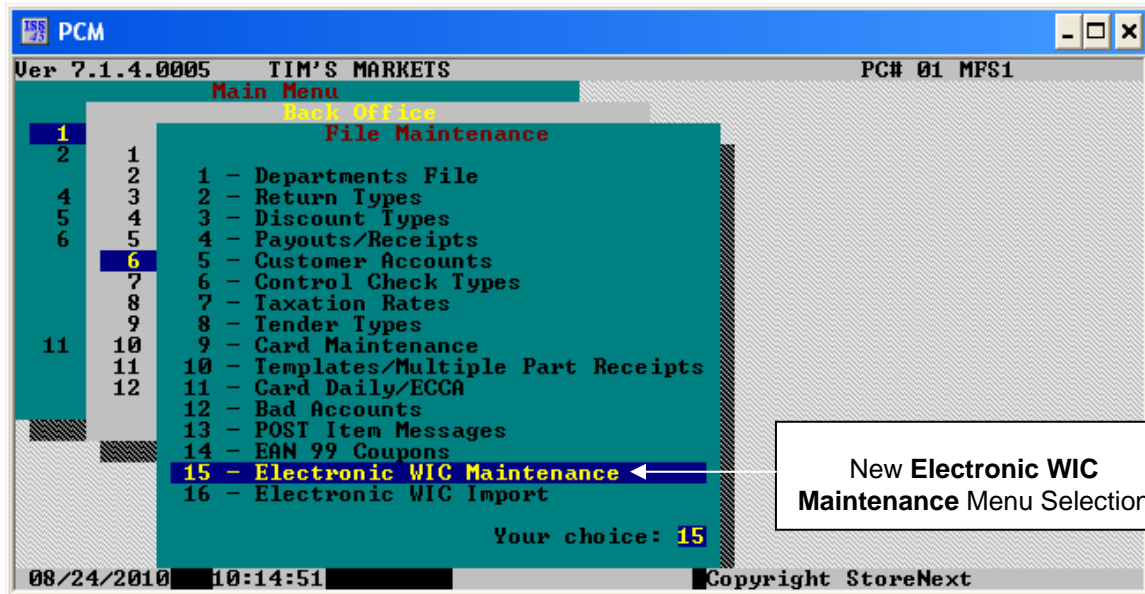 ISS 45 PCM
Ver 7.1.4.0005 TIM'S MARKETS PC# 01 MFS1
Main Menu
Back Office
1 File Maintenance
2 1
2 1 - Departments File
4 3 2 - Return Types
5 4 3 - Discount Types
6 5 4 - Payouts/Receipts
6 5 - Customer Accounts
7 6 - Control Check Types
8 7 - Taxation Rates
9 8 - Tender Types
11 10 9 - Card Maintenance
11 10 - Templates/Multiple Part Receipts
12 11 - Card Daily/ECCA
12 - Bad Accounts
13 - POST Item Messages
14 - EAN 99 Coupons
15 - Electronic WIC Maintenance
16 - Electronic WIC Import
Your choice: 15
New Electronic WIC
Maintenance Menu Selection
08/24/2010 10:14:51 Copyright StoreNext